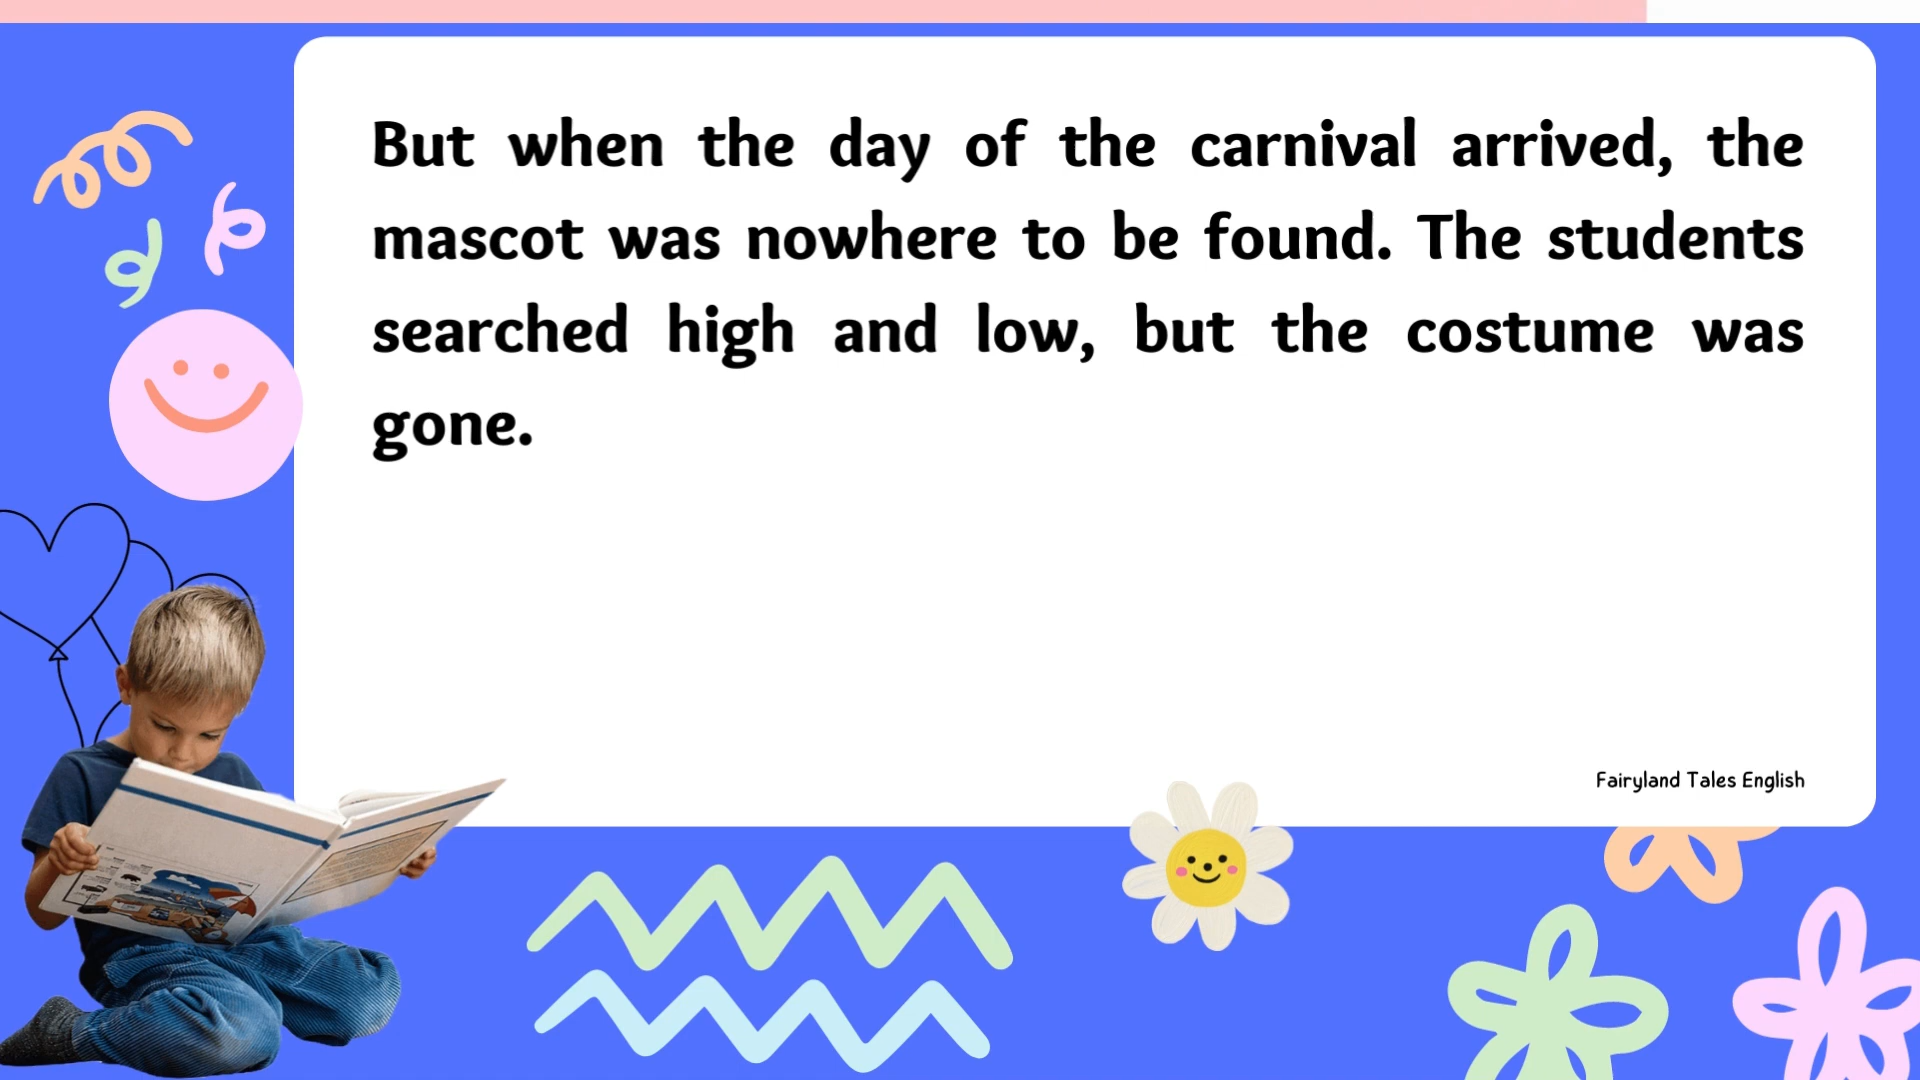 But when the day of the carnival arrived, the
mascot was nowhere to be found. The students
searched high and low, but the costume was
gone.
Fairyland Tales English